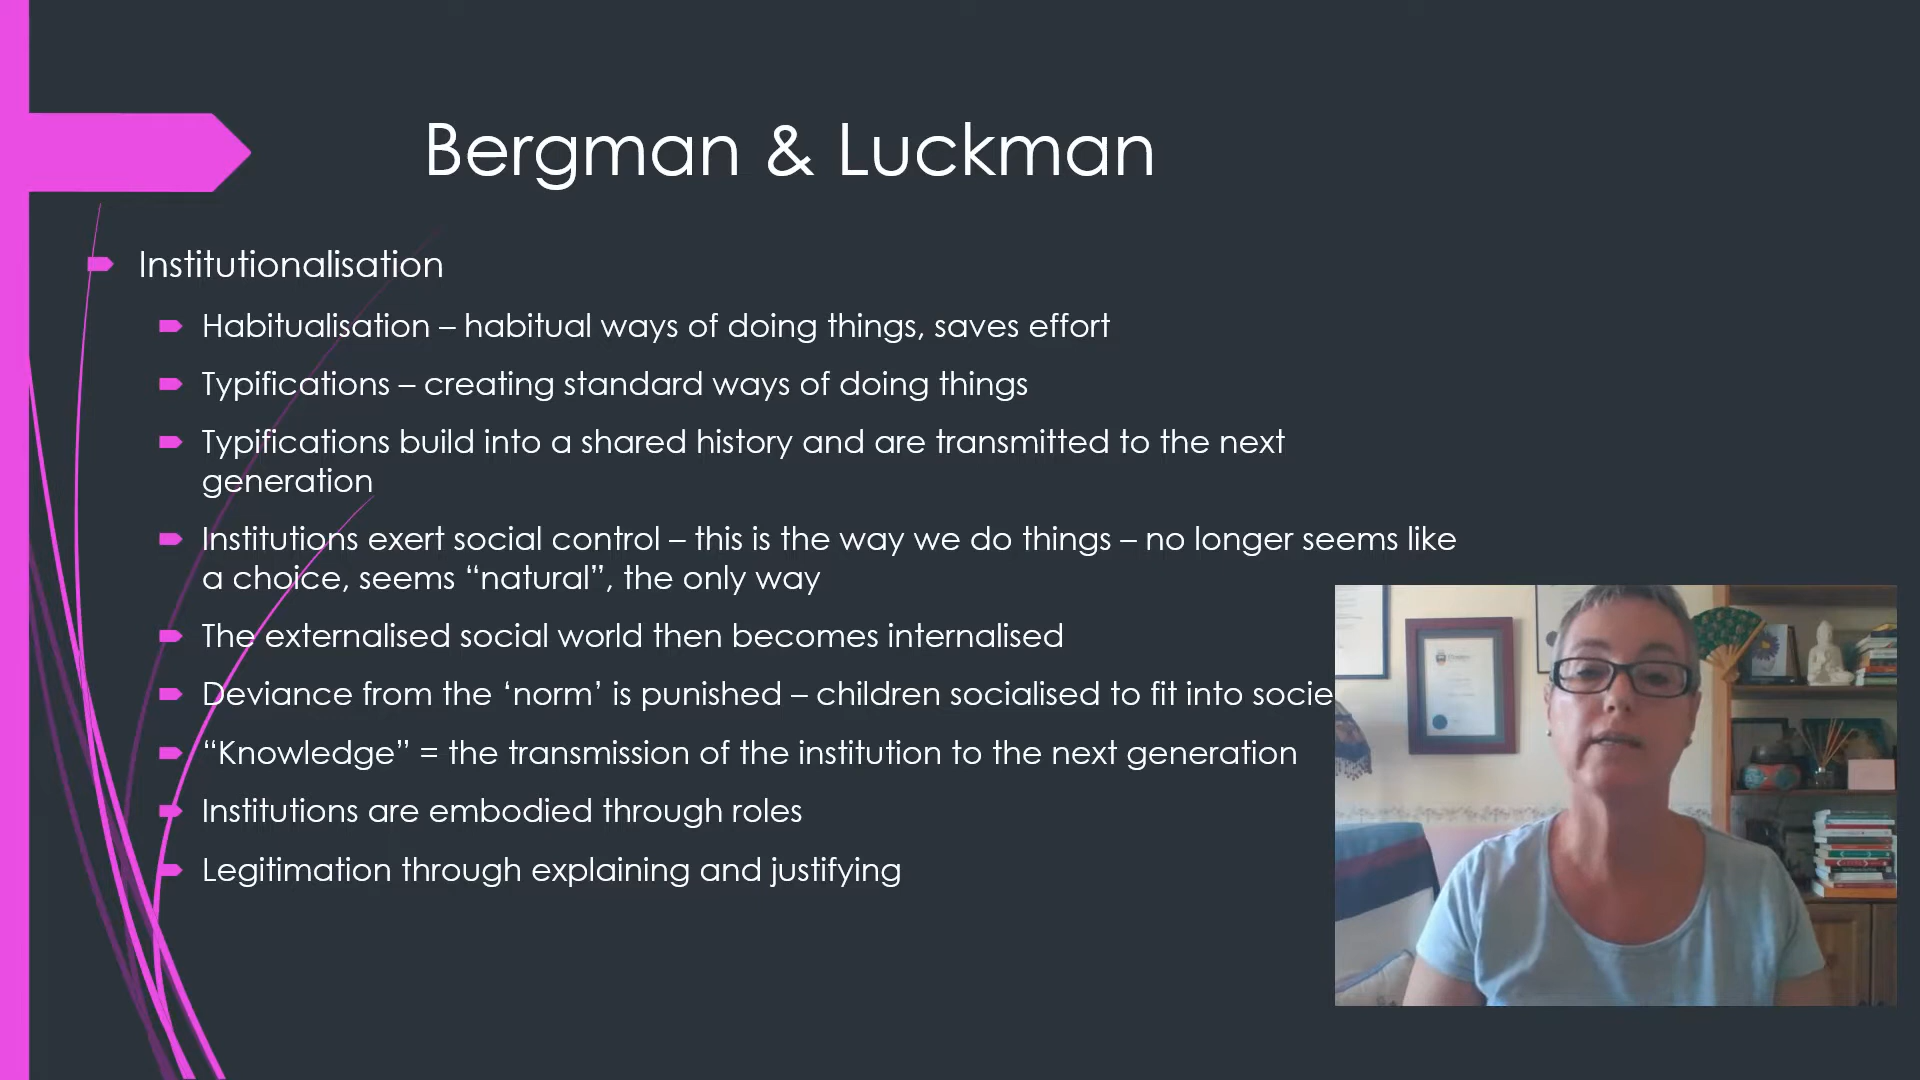 Bergman & Luckman
Institutionalisation
Habitualisation – habitual ways of doing things, saves effort
Typifications – creating standard ways of doing things
Typifications build into a shared history and are transmitted to the next
generation
Institutions exert social control – this is the way we do things – no longer seems like
a choice, seems “natural”, the only way
The externalised social world then becomes internalised
Deviance from the ‘norm’ is punished – children socialised to fit into socie
“Knowledge” = the transmission of the institution to the next generation
Institutions are embodied through roles
Legitimation through explaining and justifying